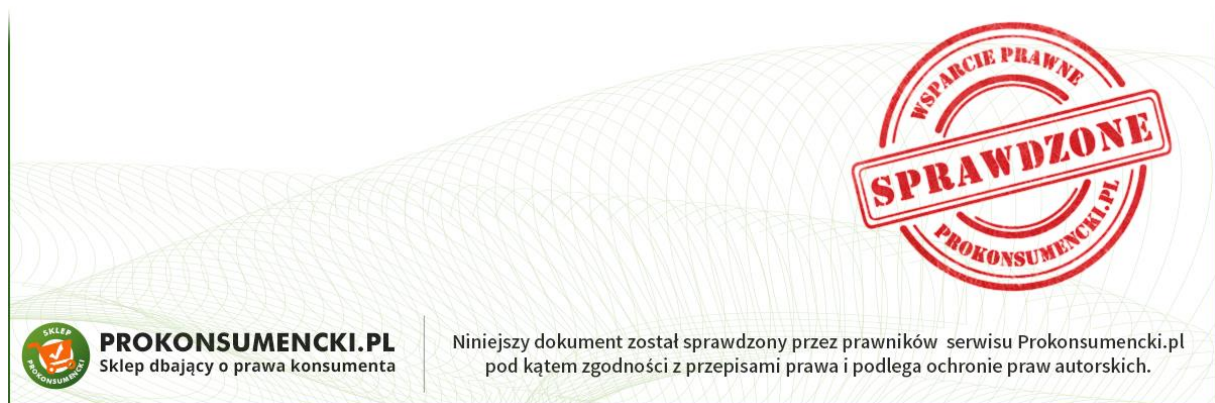 WSPARCIE PRAWNE
SPRAWDZONE
PROKONSUMENCKI.PL
SKLEP
PROKONSUMENCKI
PROKONSUMENCKI.PL
Sklep dbający o prawa konsumenta
Niniejszy dokument został sprawdzony przez prawników serwisu Prokonsumencki.pl
pod kątem zgodności z przepisami prawa i podlega ochronie praw autorskich.